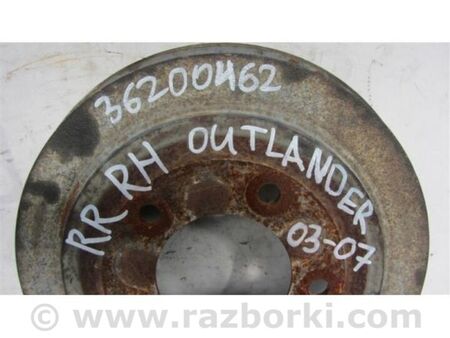 36200462
RR RH OUTLANDER
03-07
© www.razborki.com